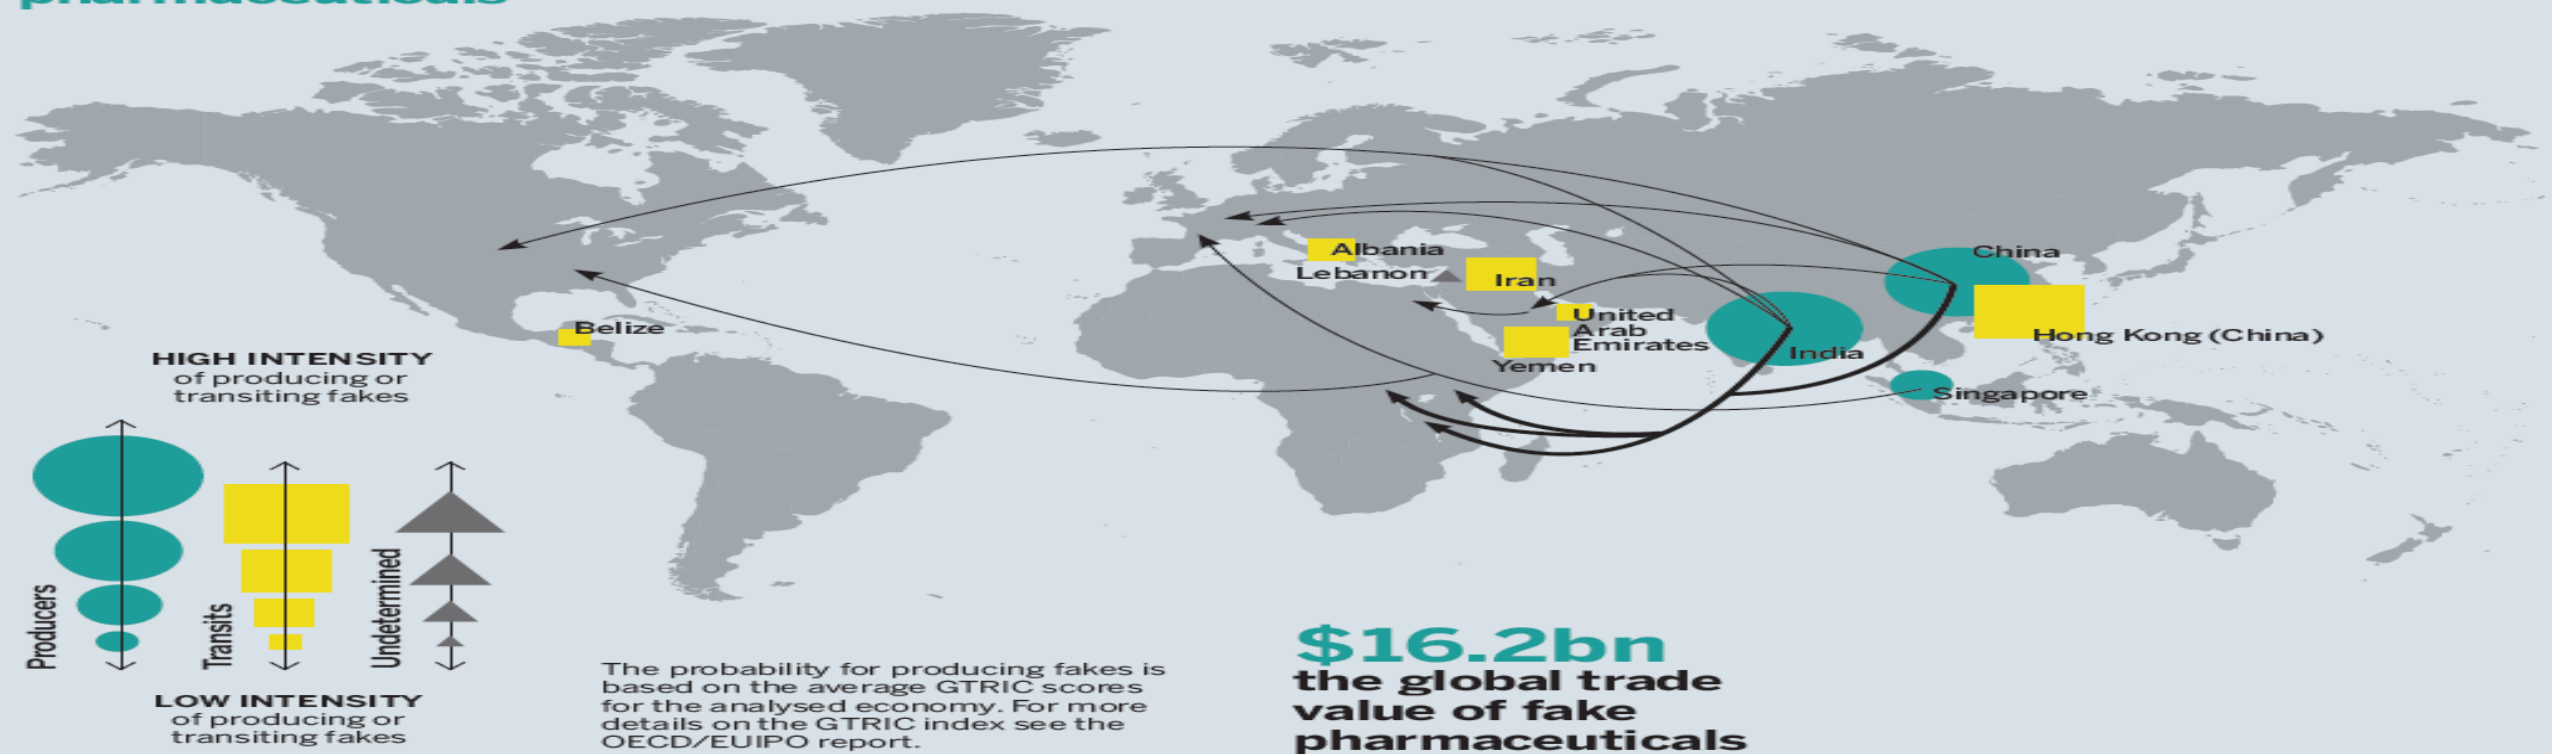 pharmaceuticals
China
Albania
Lebanon
Iran
United
Arab
Emirates
Yemen
India
Hong Kong (China)
Singapore
Belize
HIGH INTENSITY
of producing or
transiting fakes
Producers
Transits
Undetermined
LOW INTENSITY
of producing or
transiting fakes
The probability for producing fakes is
based on the average GTRIC scores
for the analysed economy. For more
details on the GTRIC index see the
OECD/EUIPO report.
$16.2bn
the global trade
value of fake
pharmaceuticals